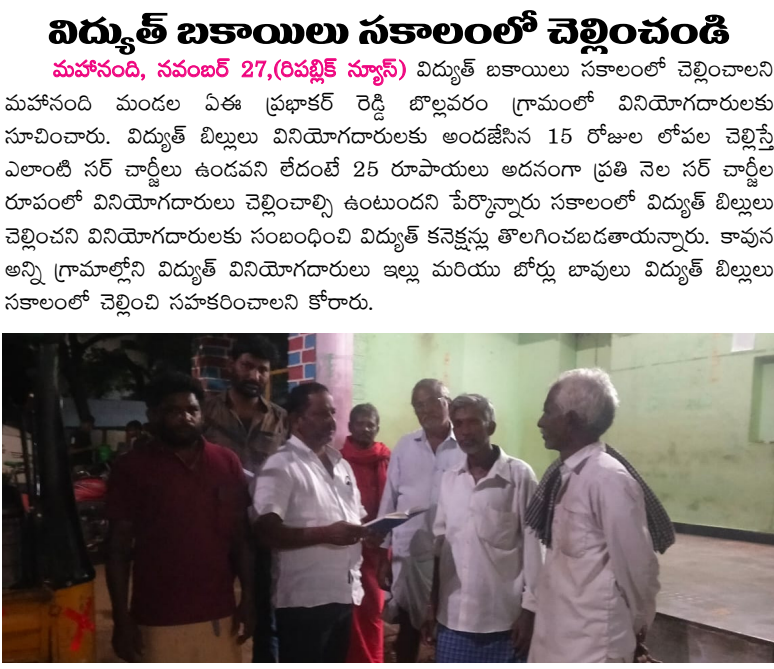 విద్యుత్ బకాయిలు సకాలంలో చెల్లించండి
మహానంది, నవంబర్ 27,(రిపబ్లిక్ న్యూస్) విద్యుత్ బకాయిలు సకాలంలో చెల్లించాలని
మహానంది మండల ఏఈ ప్రభాకర్ రెడ్డి బొల్లవరం గ్రామంలో వినియోగదారులకు
సూచించారు. విద్యుత్ బిల్లులు వినియోగదారులకు అందజేసిన 15 రోజుల లోపల చెల్లిస్తే
ఎలాంటి సర్ చార్జీలు ఉండవని లేదంటే 25 రూపాయలు అదనంగా ప్రతి నెల సర్ చార్జీల
రూపంలో వినియోగదారులు చెల్లించాల్సి ఉంటుందని పేర్కొన్నారు సకాలంలో విద్యుత్ బిల్లులు
చెల్లించని వినియోగదారులకు సంబంధించి విద్యుత్ కనెక్షన్లు తొలగించబడతాయన్నారు. కావున
అన్ని గ్రామాల్లోని విద్యుత్ వినియోగదారులు ఇల్లు మరియు బోర్లు బావులు విద్యుత్ బిల్లులు
సకాలంలో చెల్లించి సహకరించాలని కోరారు.